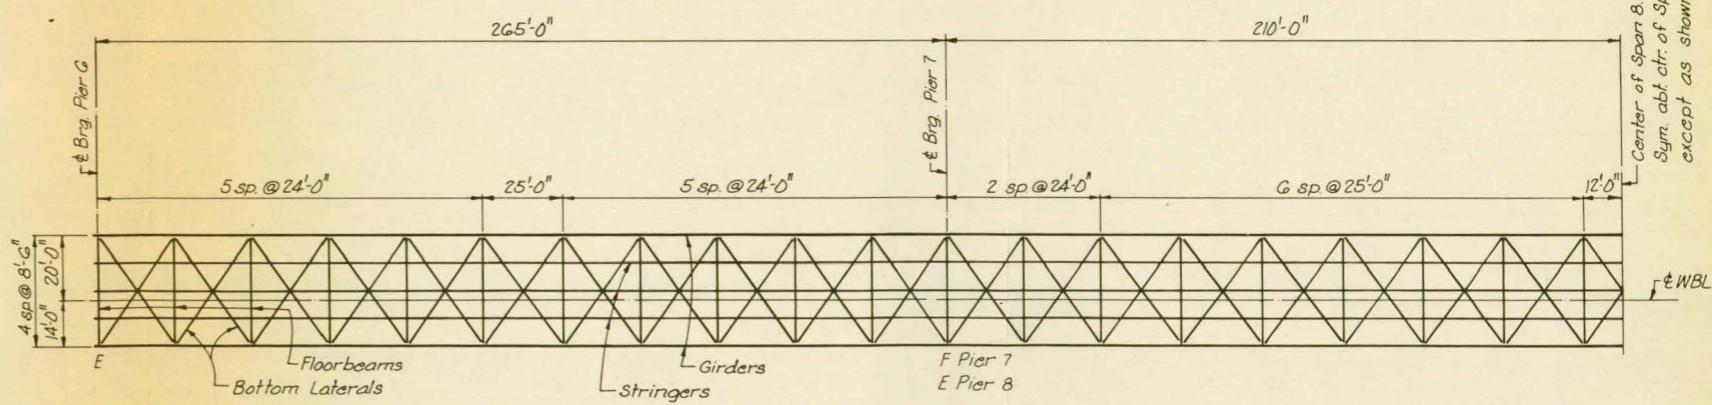 265'-0"
210'-0"
℄ Brg. Pier 6
℄ Brg. Pier 7
Center of Span 8.
Sym. abt. ctr. of Sp
except as shown
5 sp. @ 24'-0"
25'-0"
5 sp. @ 24'-0"
2 sp @ 24'-0"
6 sp. @ 25'-0"
12'-0"
4 sp @ 8'-6"
20'-0"
14'-0"
℄ WBL
E
Floorbeams
Bottom Laterals
Girders
Stringers
F Pier 7
E Pier 8